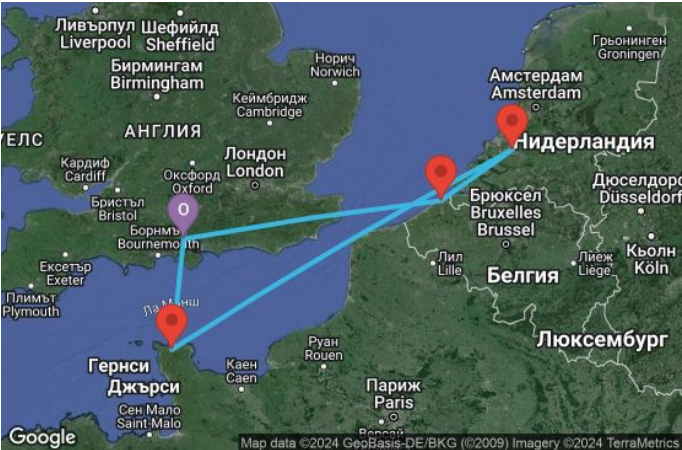 Ливърпул
Liverpool
Шефийлд
Sheffield
Грьонинген
Groningen
Норич
Norwich
Бирмингам
Birmingham
Амстердам
Amsterdam
Кеймбридж
Cambridge
АНГЛИЯ
УЕЛС
Нидерландия
Лондон
London
Кардиф
Cardiff
Оксфорд
Oxford
Дюселдорф
Düsseldorf
Брюксел
Bruxelles
Brussel
Бристъл
Bristol
0
Bournemouth
Лил
Lille
Лиеж
Liège
Кьолн
Köln
Ексетър
Exeter
Белгия
Плимът
Plymouth
Ла Манш
Люксембург
Руан
Rouen
Гернси
Каен
Caen
Джърси
Париж
Paris
Сен Мало
Saint-Malo
Версай
Google
Map data ©2024 GeoBasis-DE/BKG (©2009) Imagery ©2024 TerraMetrics